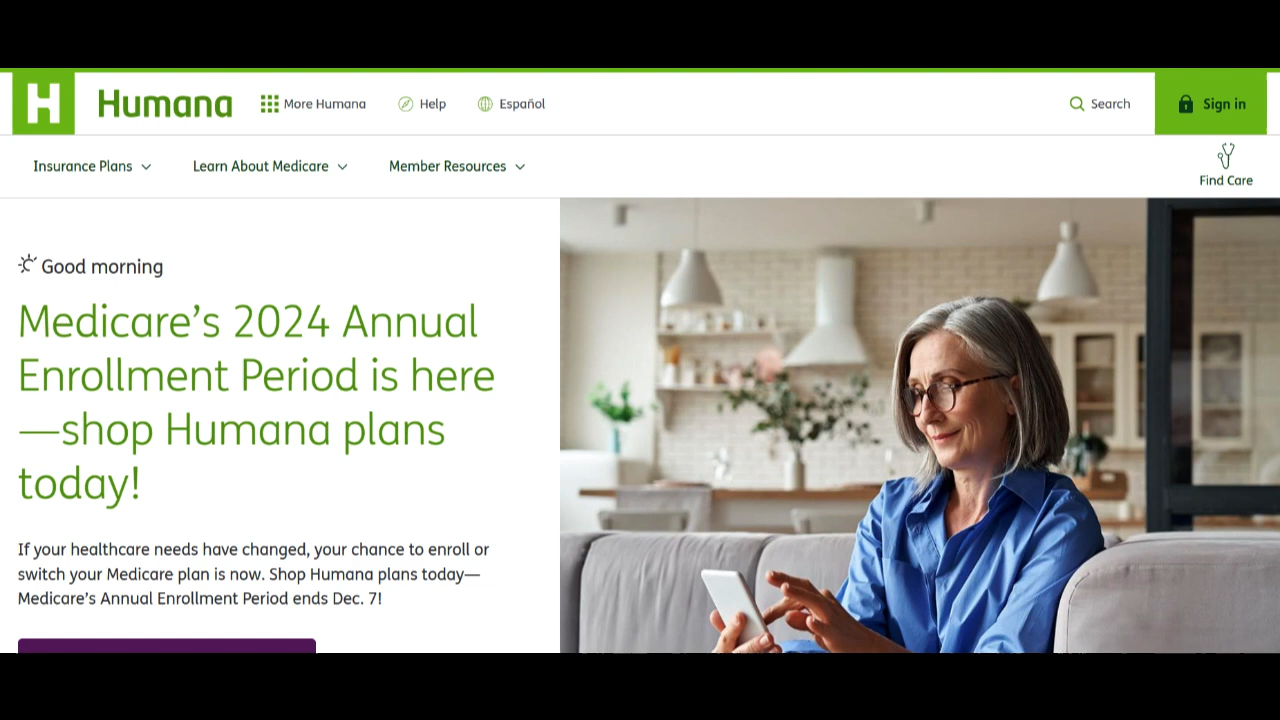 H
Humana
More Humana
Help
Español
Search
Sign in
Insurance Plans
Learn About Medicare
Member Resources
Find Care
Good morning
Medicare's 2024 Annual
Enrollment Period is here
—shop Humana plans
today!
If your healthcare needs have changed, your chance to enroll or
switch your Medicare plan is now. Shop Humana plans today—
Medicare's Annual Enrollment Period ends Dec. 7!